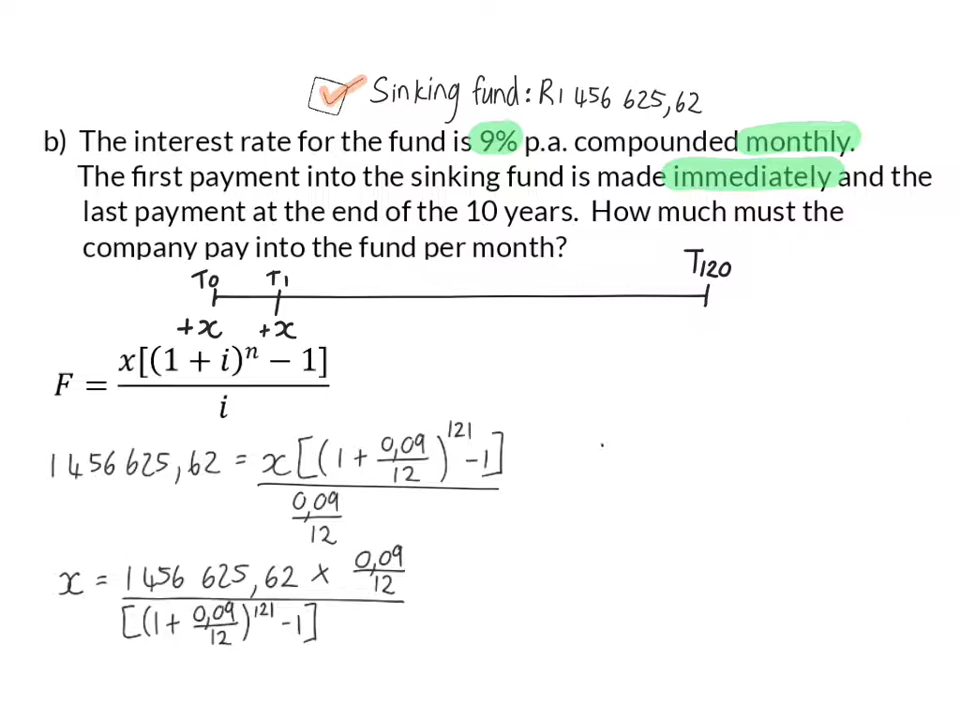 Sinking fund: R1 456 625,62
b) The interest rate for the fund is 9% p.a. compounded monthly.
The first payment into the sinking fund is made immediately and the
last payment at the end of the 10 years. How much must the
company pay into the fund per month?
T0 T1 T120
+x +x
F = x[(1 + i)^n − 1] / i
1 456 625,62 = x[(1 + 0,09/12)^121 - 1] / (0,09/12)
x = 1 456 625,62 × 0,09/12 / [(1 + 0,09/12)^121 - 1]